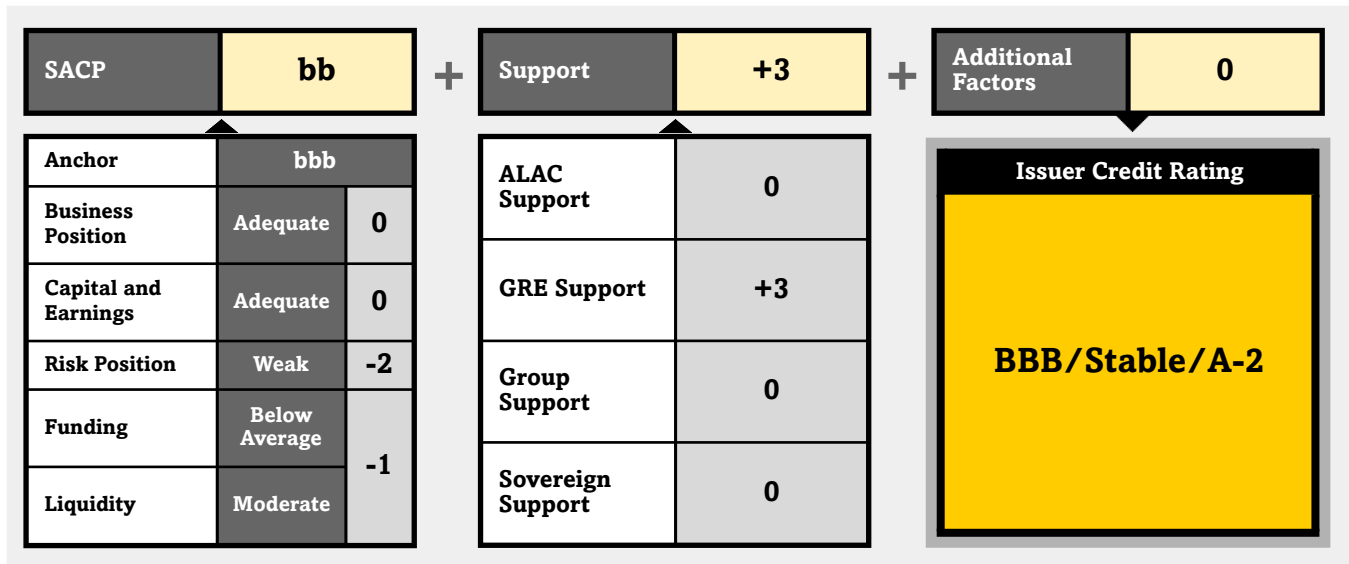 SACP
bb
+
Support
+3
+
Additional
Factors
0
Anchor
bbb
Business
Position
Adequate
0
Capital and
Earnings
Adequate
0
Risk Position
Weak
-2
Funding
Below
Average
-1
Liquidity
Moderate
ALAC
Support
0
GRE Support
+3
Group
Support
0
Sovereign
Support
0
Issuer Credit Rating
BBB/Stable/A-2